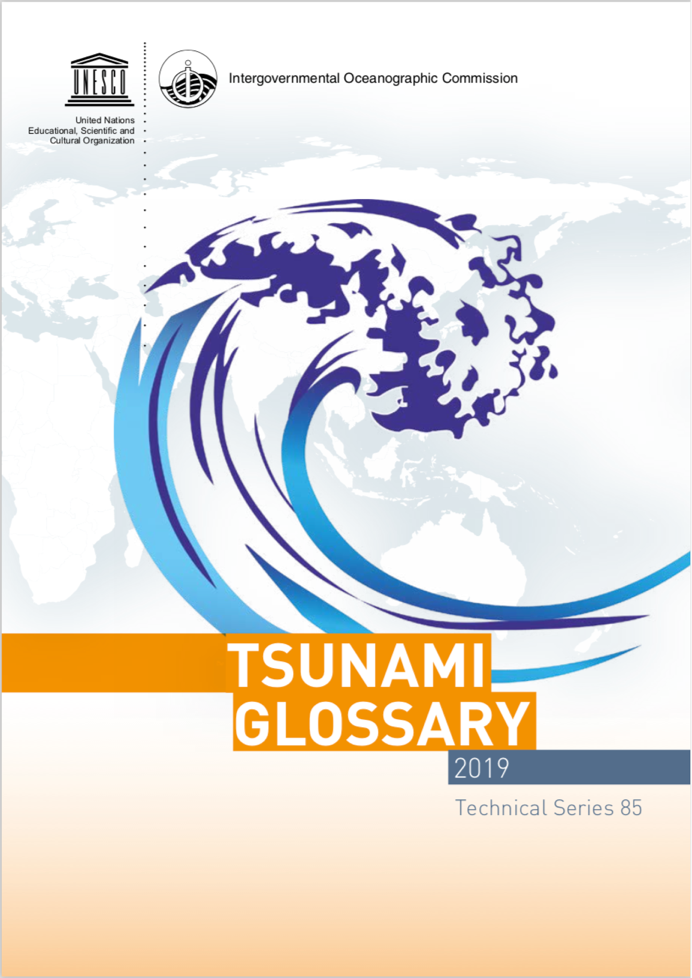 UNESCO
United Nations
Educational, Scientific and
Cultural Organization
Intergovernmental Oceanographic Commission
TSUNAMI
GLOSSARY
2019
Technical Series 85